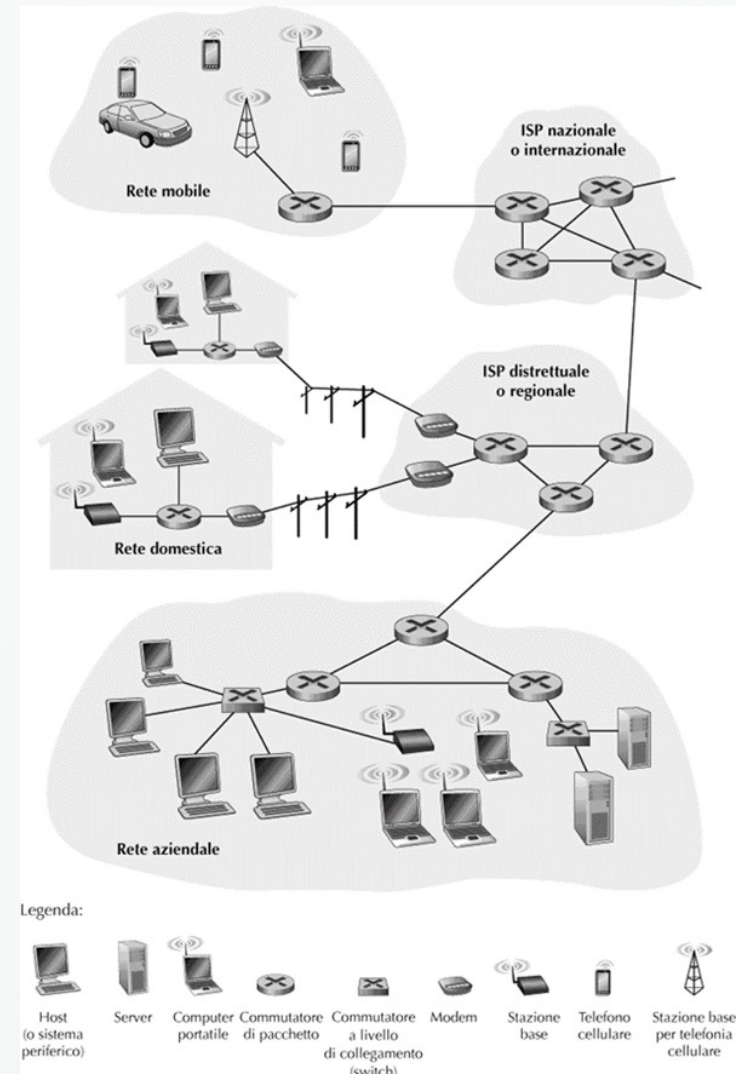 Rete mobile
ISP nazionale
o internazionale
ISP distrettuale
o regionale
Rete domestica
Rete aziendale
Legenda:
Host
(o sistema
periferico)
Server
Computer
portatile
Commutatore
di pacchetto
Commutatore
a livello
di collegamento
(switch)
Modem
Stazione
base
Telefono
cellulare
Stazione base
per telefonia
cellulare